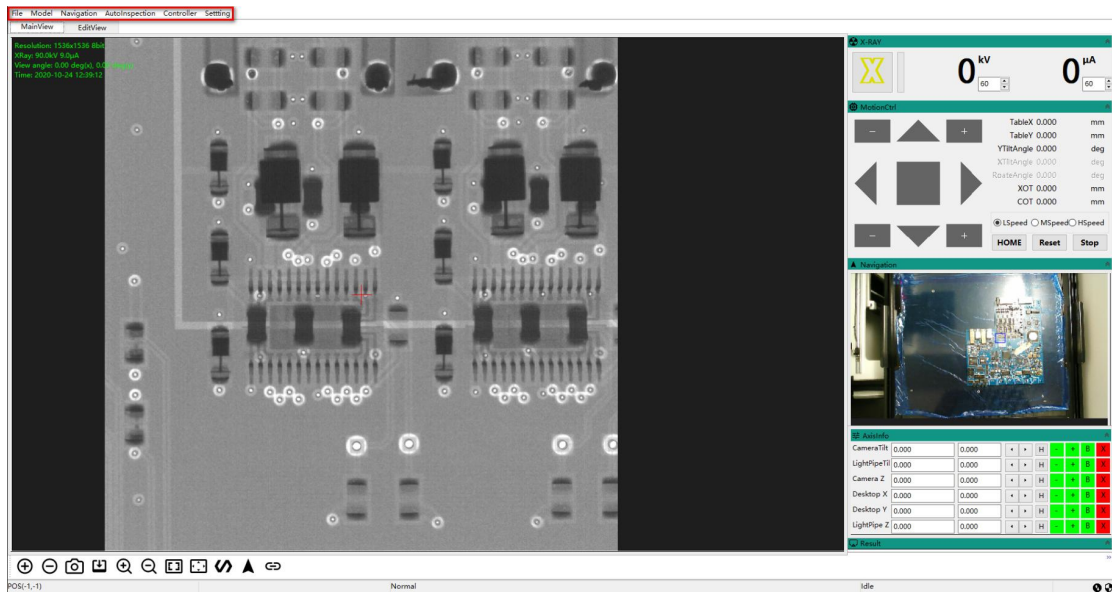 File Model Navigation AutoInspection Controller Settting
MainView EditView
Resolution: 1536x1536 8bit
XRay: 90.0kV 9.0μA
View angle: 0.00 deg(x), 0.0
Time: 2020-10-24 12:39:12
X-RAY
0 kV 60 0 μA 60
MotionCtrl
TableX 0.000 mm
TableY 0.000 mm
YTiltAngle 0.000 deg
XTiltAngle 0.000 deg
RoateAngle 0.000 deg
XOT 0.000 mm
COT 0.000 mm
LSpeed MSpeed HSpeed
HOME Reset Stop
Navigation
AxisInfo
CameraTilt 0.000 0.000 H - + B X
LightPipeTil 0.000 0.000 H - + B X
Camera Z 0.000 0.000 H - + B X
Desktop X 0.000 0.000 H - + B X
Desktop Y 0.000 0.000 H - + B X
LightPipe Z 0.000 0.000 H - + B X
Result
POS(-1,-1) Normal Idle